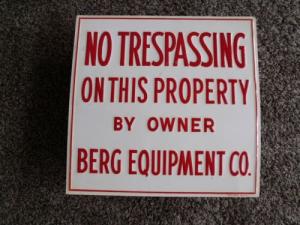 NO TRESPASSING
ON THIS PROPERTY
BY OWNER
BERG EQUIPMENT CO.